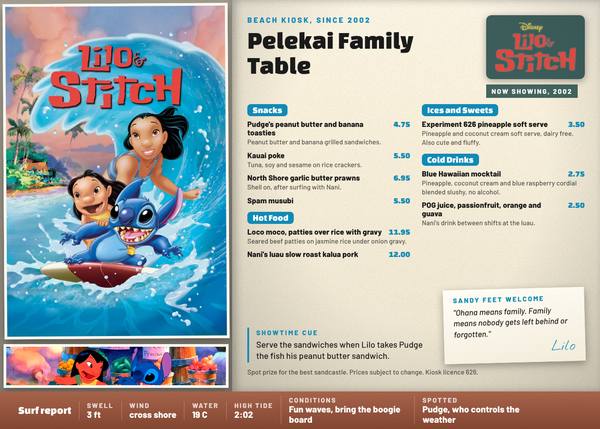 Lilo &
Stitch
BEACH KIOSK, SINCE 2002
Pelekai Family
Table
Disney
Lilo &
Stitch
NOW SHOWING, 2002
Snacks
Pudge's peanut butter and banana 4.75
toasties
Peanut butter and banana grilled sandwiches.
Kauai poke 5.50
Tuna, soy and sesame on rice crackers.
North Shore garlic butter prawns 6.95
Shell on, after surfing with Nani.
Spam musubi 5.50
Hot Food
Loco moco, patties over rice with gravy 11.95
Seared beef patties on jasmine rice under onion gravy.
Nani's luau slow roast kalua pork 12.00
Ices and Sweets
Experiment 626 pineapple soft serve 3.50
Pineapple and coconut cream soft serve, dairy free.
Also cute and fluffy.
Cold Drinks
Blue Hawaiian mocktail 2.75
Pineapple, coconut cream and blue raspberry cordial
blended slushy, no alcohol.
POG juice, passionfruit, orange and 2.50
guava
Nani's drink between shifts at the luau.
SANDY FEET WELCOME
"Ohana means family. Family
means nobody gets left behind or
forgotten."
Lilo
SHOWTIME CUE
Serve the sandwiches when Lilo takes Pudge
the fish his peanut butter sandwich.
Spot prize for the best sandcastle. Prices subject to change. Kiosk licence 626.
Surf report
SWELL
3 ft
WIND
cross shore
WATER
19 C
HIGH TIDE
2:02
CONDITIONS
Fun waves, bring the boogie
board
SPOTTED
Pudge, who controls the
weather